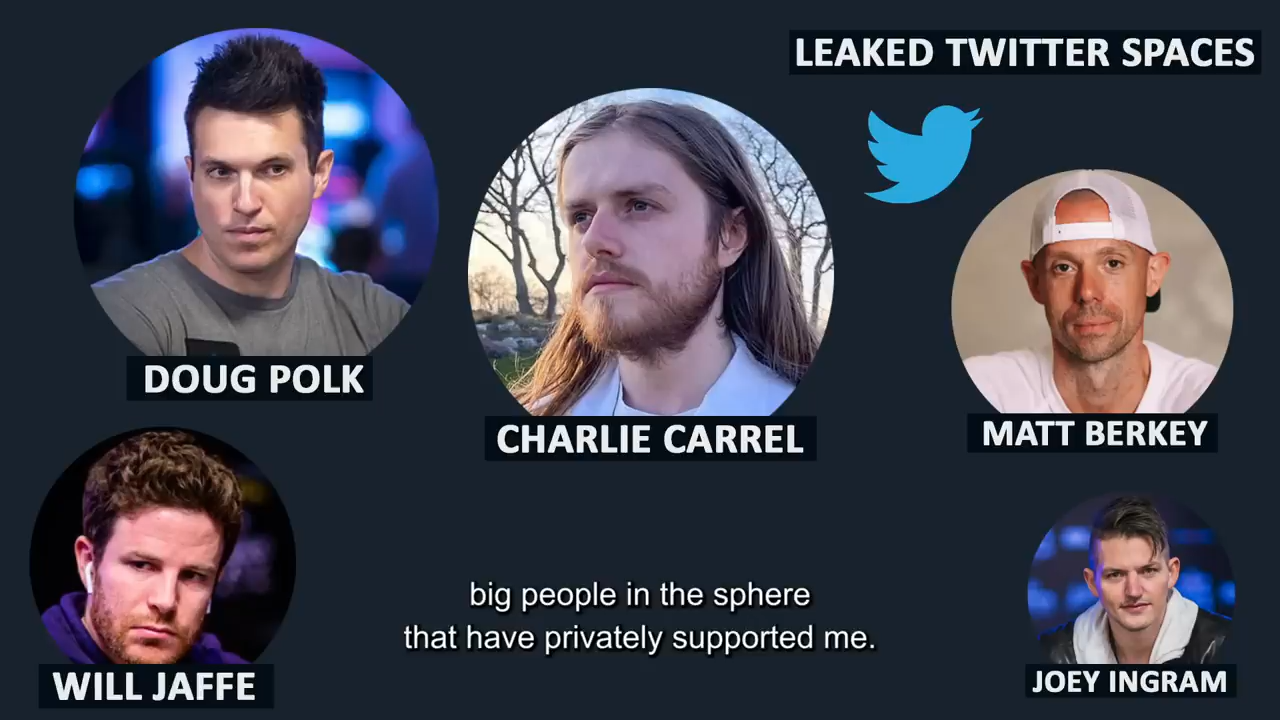 LEAKED TWITTER SPACES
DOUG POLK
CHARLIE CARREL
MATT BERKEY
big people in the sphere
that have privately supported me.
WILL JAFFE
JOEY INGRAM